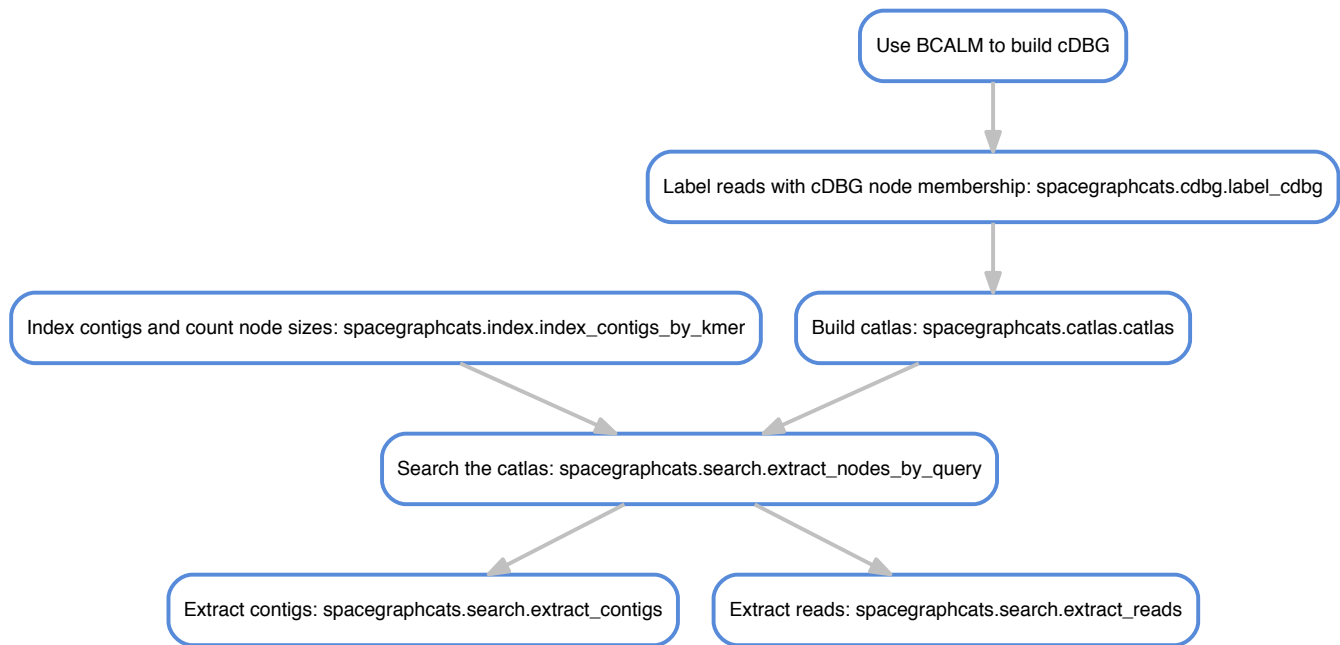 Use BCALM to build cDBG
Label reads with cDBG node membership: spacegraphcats.cdbg.label_cdbg
Index contigs and count node sizes: spacegraphcats.index.index_contigs_by_kmer
Build catlas: spacegraphcats.catlas.catlas
Search the catlas: spacegraphcats.search.extract_nodes_by_query
Extract contigs: spacegraphcats.search.extract_contigs
Extract reads: spacegraphcats.search.extract_reads